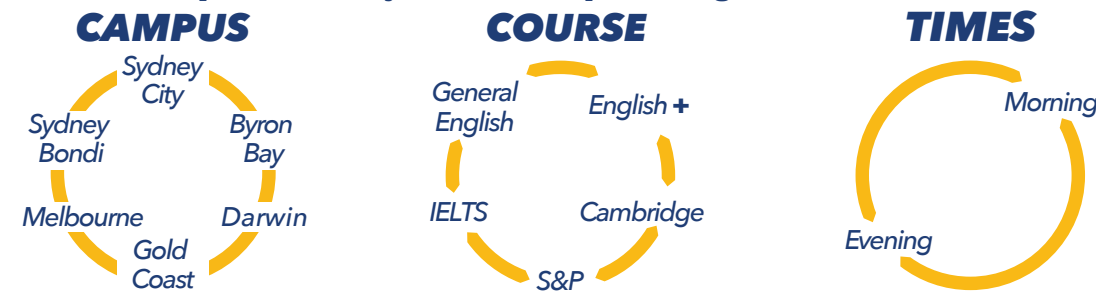 CAMPUS
Sydney
City
Byron
Bay
Darwin
Gold
Coast
Melbourne
Sydney
Bondi
COURSE
General
English
English +
Cambridge
S&P
IELTS
TIMES
Morning
Evening